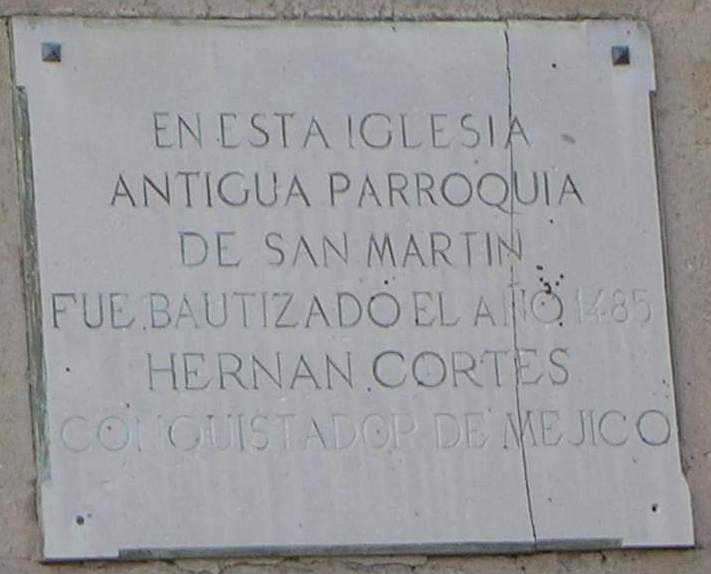 EN ESTA IGLESIA
ANTIGUA PARROQUIA
DE SAN MARTIN
FUE BAUTIZADO EL AÑO 1485
HERNAN CORTES
CONQUISTADOR DE MEJICO